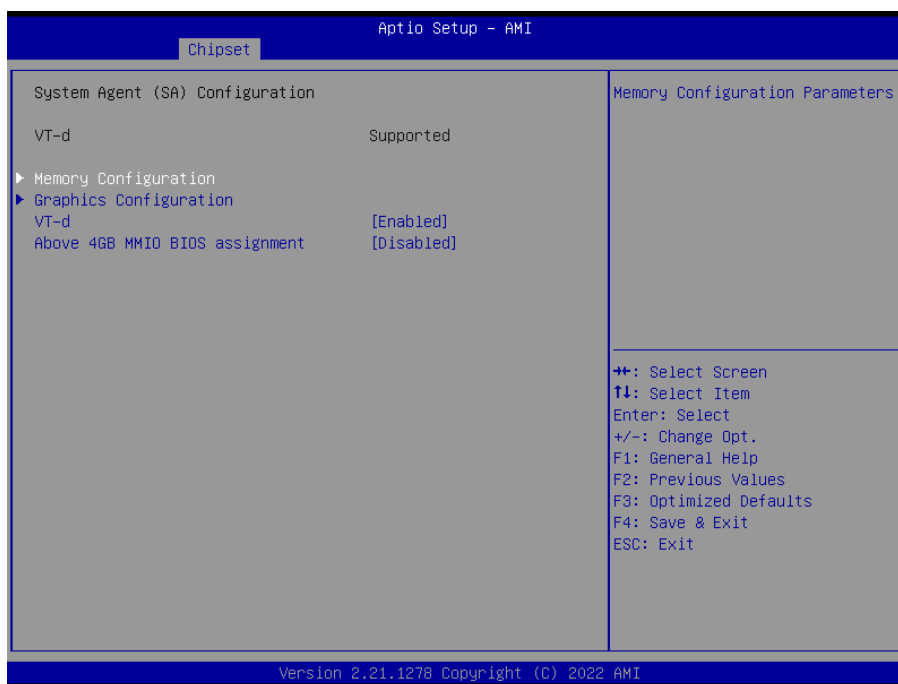 Aptio Setup – AMI
Chipset
System Agent (SA) Configuration
VT-d Supported
Memory Configuration
Graphics Configuration
VT-d [Enabled]
Above 4GB MMIO BIOS assignment [Disabled]
Memory Configuration Parameters
→←: Select Screen
↑↓: Select Item
Enter: Select
+/-: Change Opt.
F1: General Help
F2: Previous Values
F3: Optimized Defaults
F4: Save & Exit
ESC: Exit
Version 2.21.1278 Copyright (C) 2022 AMI